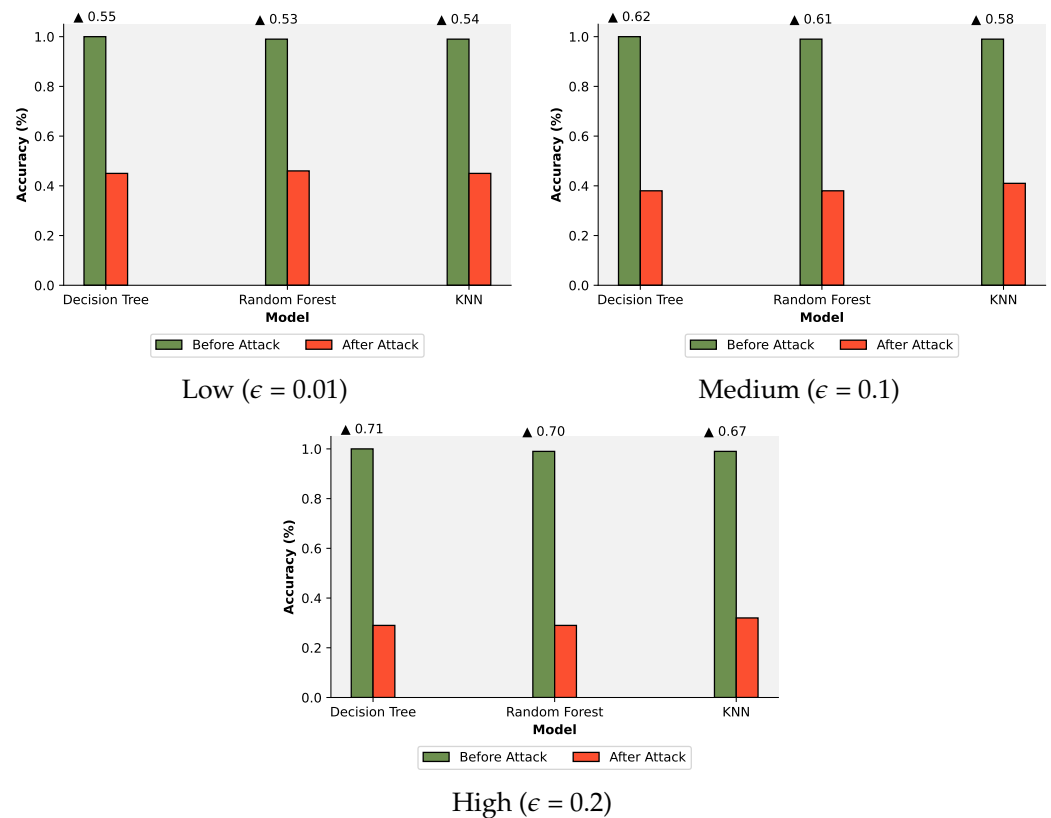 ▲ 0.55
▲ 0.53
▲ 0.54
1.0
0.8
0.6
0.4
0.2
0.0
Accuracy (%)
Decision Tree
Random Forest
KNN
Model
Before Attack
After Attack
Low (ϵ = 0.01)
▲ 0.62
▲ 0.61
▲ 0.58
1.0
0.8
0.6
0.4
0.2
0.0
Accuracy (%)
Decision Tree
Random Forest
KNN
Model
Before Attack
After Attack
Medium (ϵ = 0.1)
▲ 0.71
▲ 0.70
▲ 0.67
1.0
0.8
0.6
0.4
0.2
0.0
Accuracy (%)
Decision Tree
Random Forest
KNN
Model
Before Attack
After Attack
High (ϵ = 0.2)